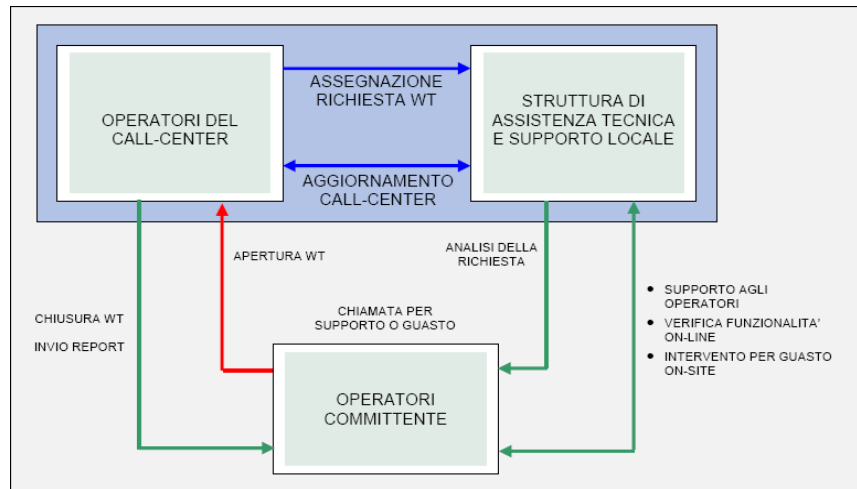 OPERATORI DEL
CALL-CENTER
ASSEGNAZIONE
RICHIESTA WT
STRUTTURA DI
ASSISTENZA TECNICA
E SUPPORTO LOCALE
AGGIORNAMENTO
CALL-CENTER
APERTURA WT
ANALISI DELLA
RICHIESTA
CHIUSURA WT
INVIO REPORT
CHIAMATA PER
SUPPORTO O GUASTO
• SUPPORTO AGLI
OPERATORI
• VERIFICA FUNZIONALITA'
ON-LINE
• INTERVENTO PER GUASTO
ON-SITE
OPERATORI
COMMITTENTE